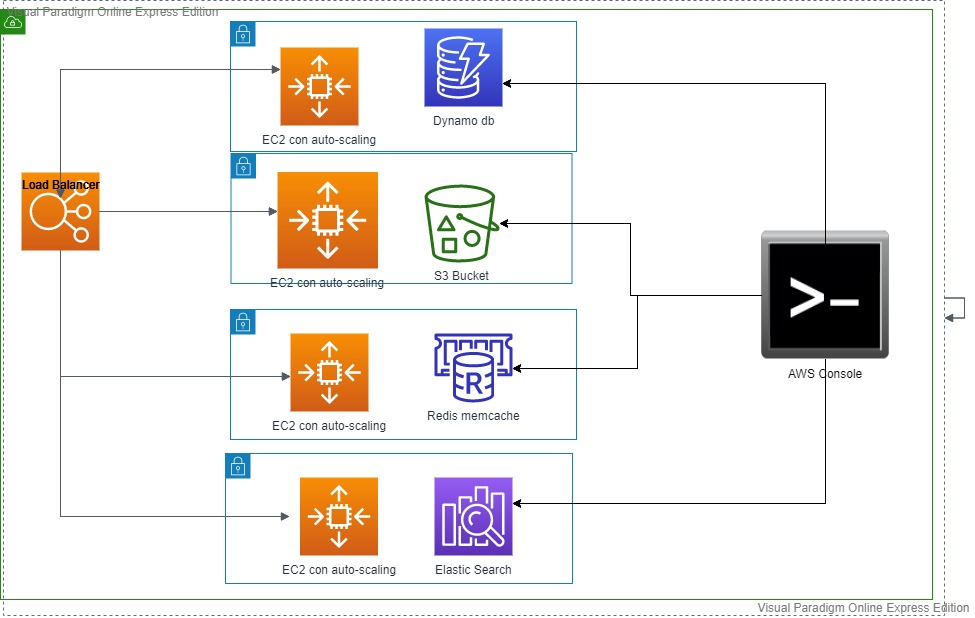 Visual Paradigm Online Express Edition
EC2 con auto-scaling
Dynamo db
Load Balancer
EC2 con auto-scaling
S3 Bucket
>_
AWS Console
EC2 con auto-scaling
R
Redis memcache
EC2 con auto-scaling
Elastic Search
Visual Paradigm Online Express Edition